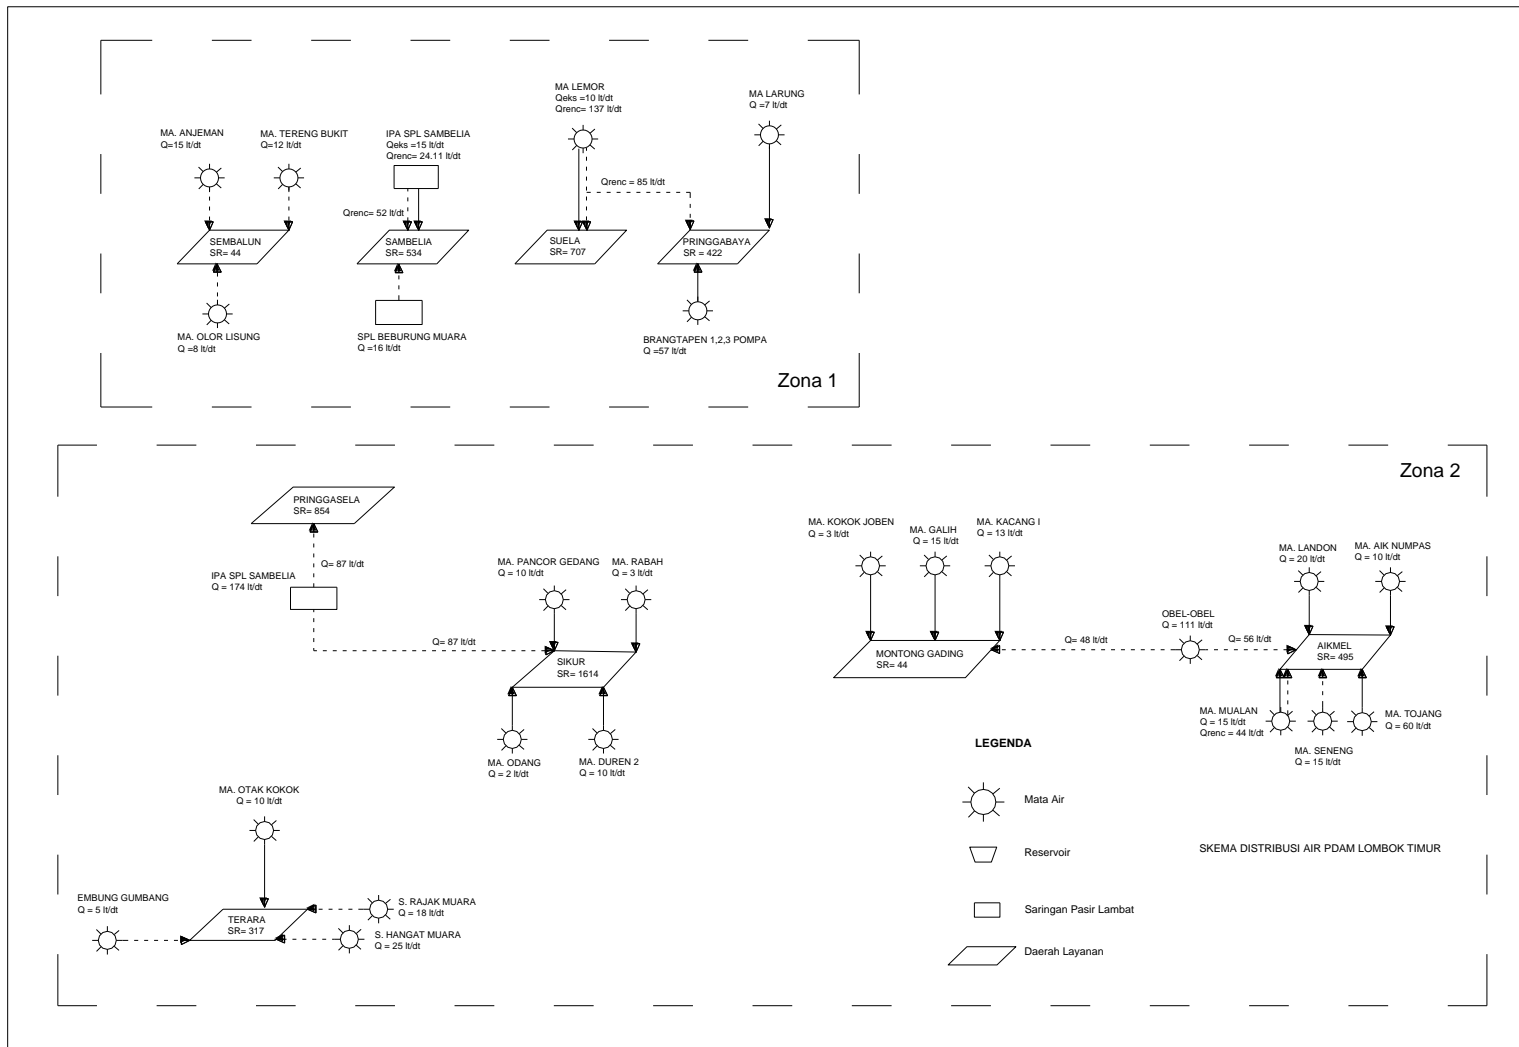 MA LEMOR
Qeks =10 lt/dt
Qrenc= 137 lt/dt
MA LARUNG
Q =7 lt/dt
MA. ANJEMAN
Q=15 lt/dt
MA. TERENG BUKIT
Q=12 lt/dt
IPA SPL SAMBELIA
Qeks =15 lt/dt
Qrenc= 24.11 lt/dt
Qrenc = 85 lt/dt
Qrenc= 52 lt/dt
SEMBALUN
SR= 44
SAMBELIA
SR= 534
SUELA
SR= 707
PRINGGABAYA
SR = 422
MA. OLOR LISUNG
Q =8 lt/dt
SPL BEBURUNG MUARA
Q =16 lt/dt
BRANGTAPEN 1,2,3 POMPA
Q =57 lt/dt
Zona 1
Zona 2
PRINGGASELA
SR= 854
Q= 87 lt/dt
IPA SPL SAMBELIA
Q = 174 lt/dt
MA. PANCOR GEDANG
Q = 10 lt/dt
MA. RABAH
Q = 3 lt/dt
Q= 87 lt/dt
SIKUR
SR= 1614
MA. ODANG
Q = 2 lt/dt
MA. DUREN 2
Q = 10 lt/dt
MA. KOKOK JOBEN
Q = 3 lt/dt
MA. GALIH
Q = 15 lt/dt
MA. KACANG I
Q = 13 lt/dt
MONTONG GADING
SR= 44
Q= 48 lt/dt
OBEL-OBEL
Q = 111 lt/dt
Q= 56 lt/dt
MA. LANDON
Q = 20 lt/dt
MA. AIK NUMPAS
Q = 10 lt/dt
AIKMEL
SR= 495
MA. MUALAN
Q = 15 lt/dt
Qrenc = 44 lt/dt
MA. SENENG
Q = 15 lt/dt
MA. TOJANG
Q = 60 lt/dt
MA. OTAK KOKOK
Q = 10 lt/dt
EMBUNG GUMBANG
Q = 5 lt/dt
TERARA
SR= 317
S. RAJAK MUARA
Q = 18 lt/dt
S. HANGAT MUARA
Q = 25 lt/dt
LEGENDA
Mata Air
Reservoir
Saringan Pasir Lambat
Daerah Layanan
SKEMA DISTRIBUSI AIR PDAM LOMBOK TIMUR